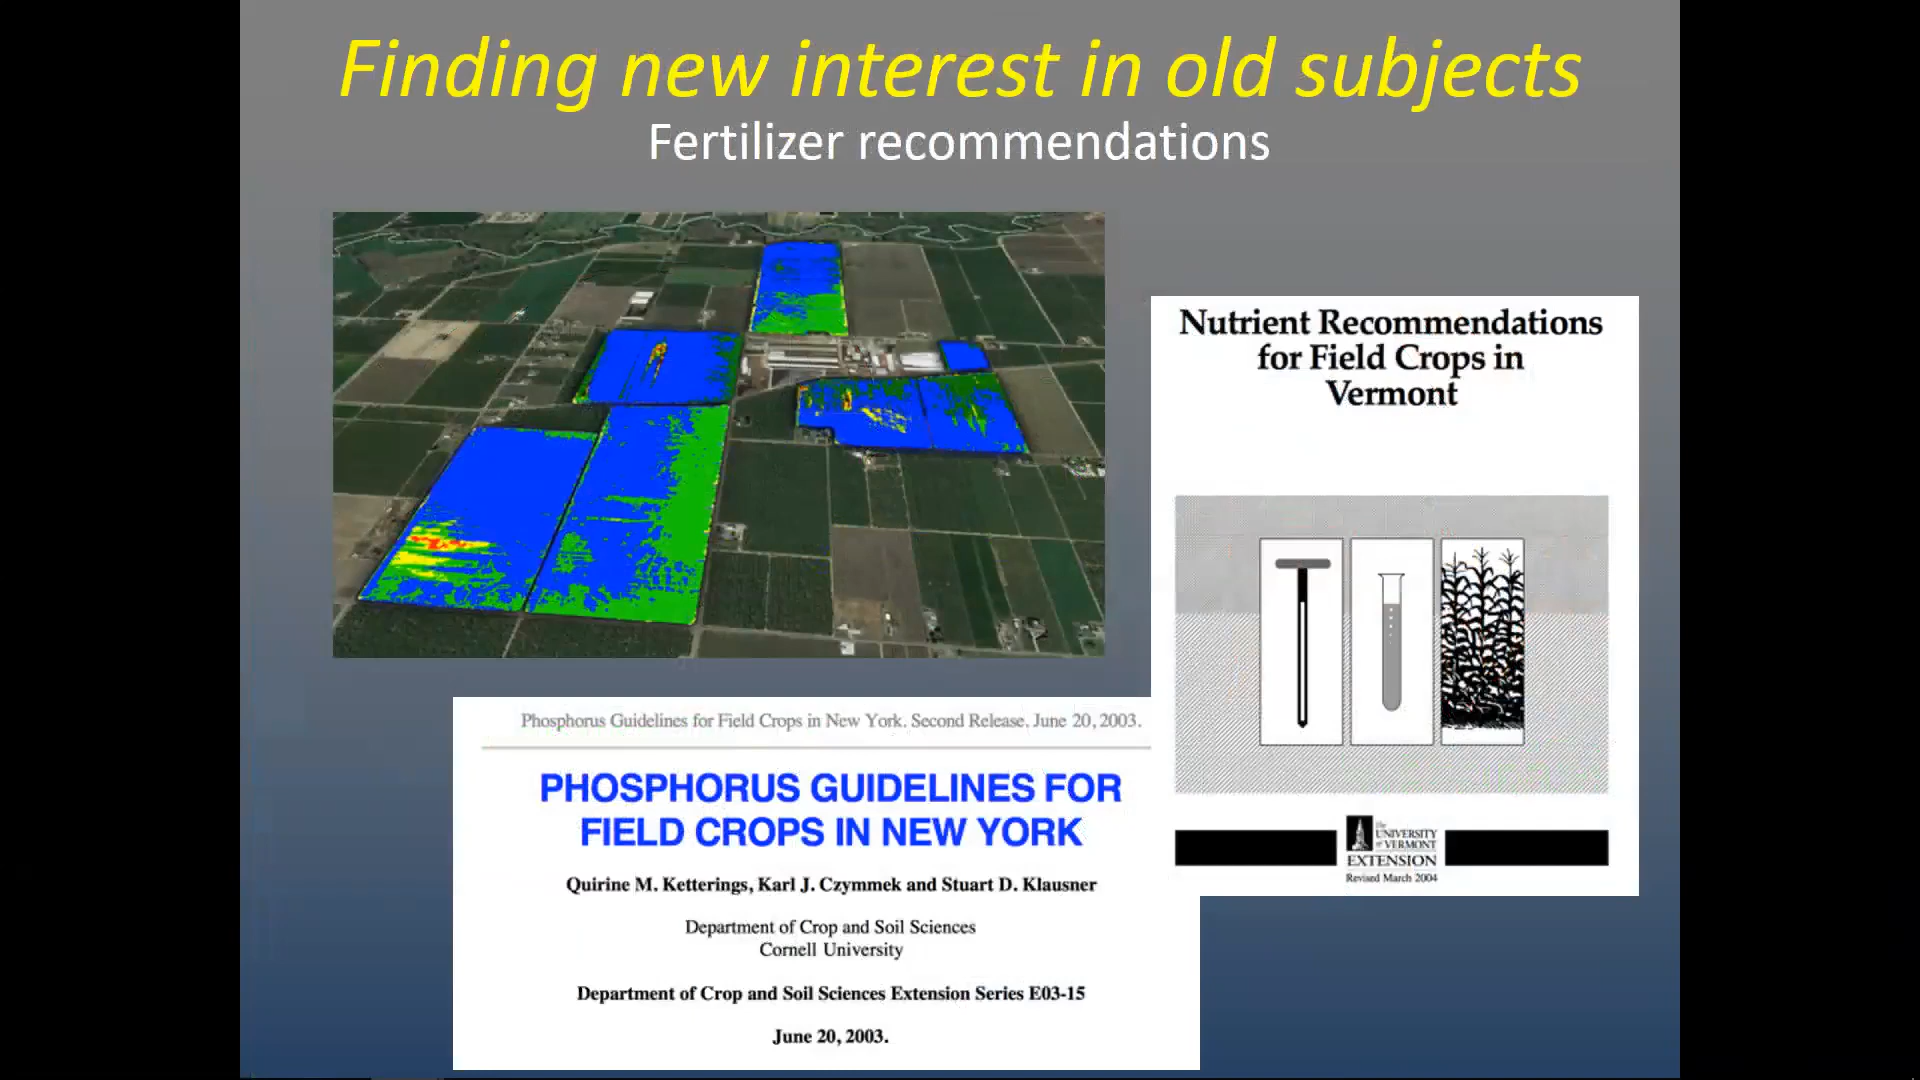 Finding new interest in old subjects
Fertilizer recommendations
Nutrient Recommendations
for Field Crops in
Vermont
The
UNIVERSITY
of VERMONT
EXTENSION
Revised March 2004
Phosphorus Guidelines for Field Crops in New York. Second Release. June 20, 2003.
PHOSPHORUS GUIDELINES FOR
FIELD CROPS IN NEW YORK
Quirine M. Ketterings, Karl J. Czymmek and Stuart D. Klausner
Department of Crop and Soil Sciences
Cornell University
Department of Crop and Soil Sciences Extension Series E03-15
June 20, 2003.